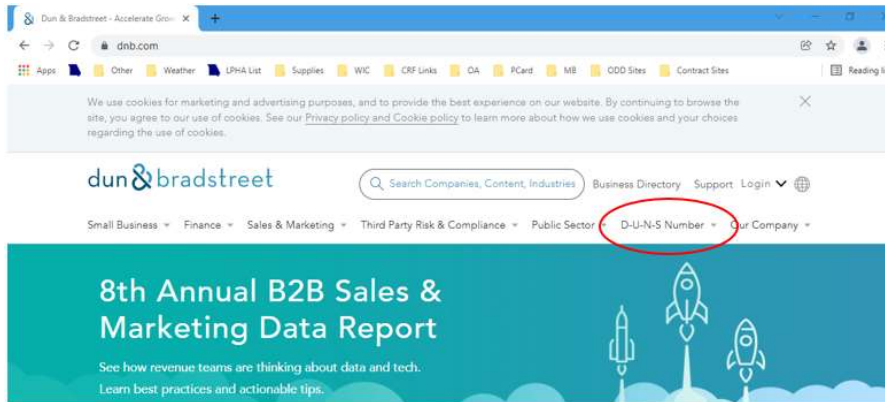 Dun & Bradstreet - Accelerate Grow
dnb.com
Apps Other Weather LPHA List Supplies WIC CRF Links OA PCard MB ODD Sites Contract Sites Reading li
We use cookies for marketing and advertising purposes, and to provide the best experience on our website. By continuing to browse the
site, you agree to our use of cookies. See our Privacy policy and Cookie policy to learn more about how we use cookies and your choices
regarding the use of cookies.
dun & bradstreet
Search Companies, Content, Industries Business Directory Support Login
Small Business Finance Sales & Marketing Third Party Risk & Compliance Public Sector D-U-N-S Number Our Company
8th Annual B2B Sales &
Marketing Data Report
See how revenue teams are thinking about data and tech.
Learn best practices and actionable tips.